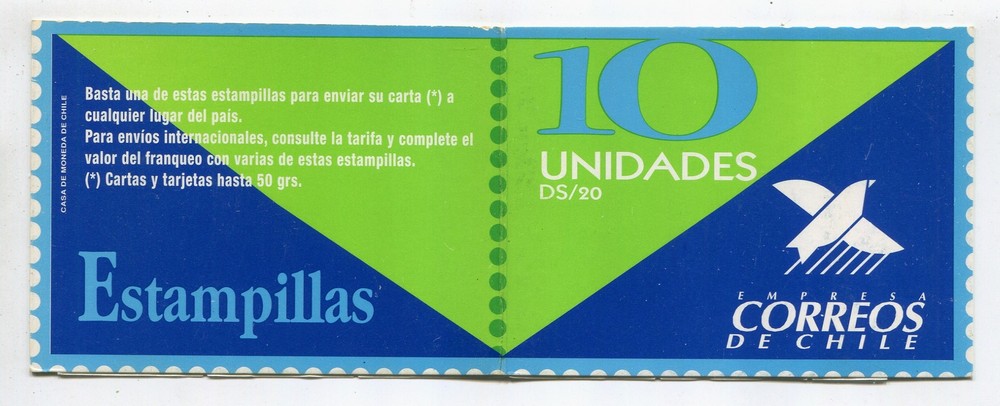 CASA DE MONEDA DE CHILE
Basta una de estas estampillas para enviar su carta (*) a
cualquier lugar del país.
Para envíos internacionales, consulte la tarifa y complete el
valor del franqueo con varias de estas estampillas.
(*) Cartas y tarjetas hasta 50 grs.
Estampillas
10
UNIDADES
DS/20
EMPRESA
CORREOS
DE CHILE